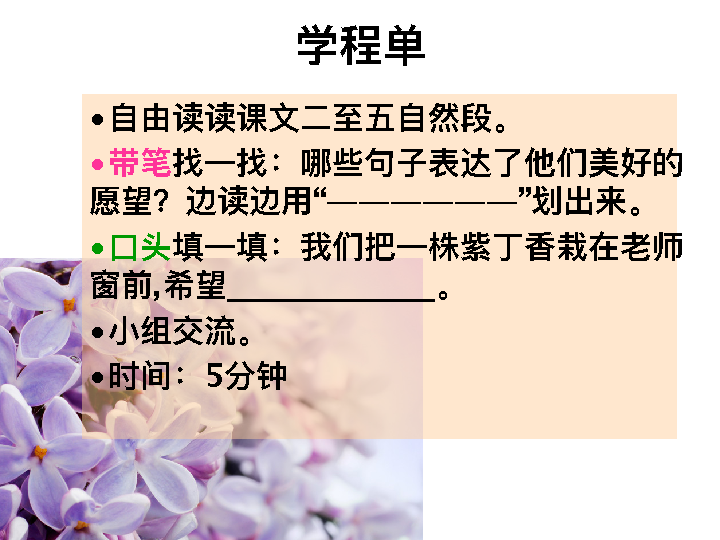 学程单
•自由读读课文二至五自然段。
•带笔找一找：哪些句子表达了他们美好的
愿望？边读边用“——————”划出来。
•口头填一填：我们把一株紫丁香栽在老师
窗前,希望_____________。
•小组交流。
•时间：5分钟